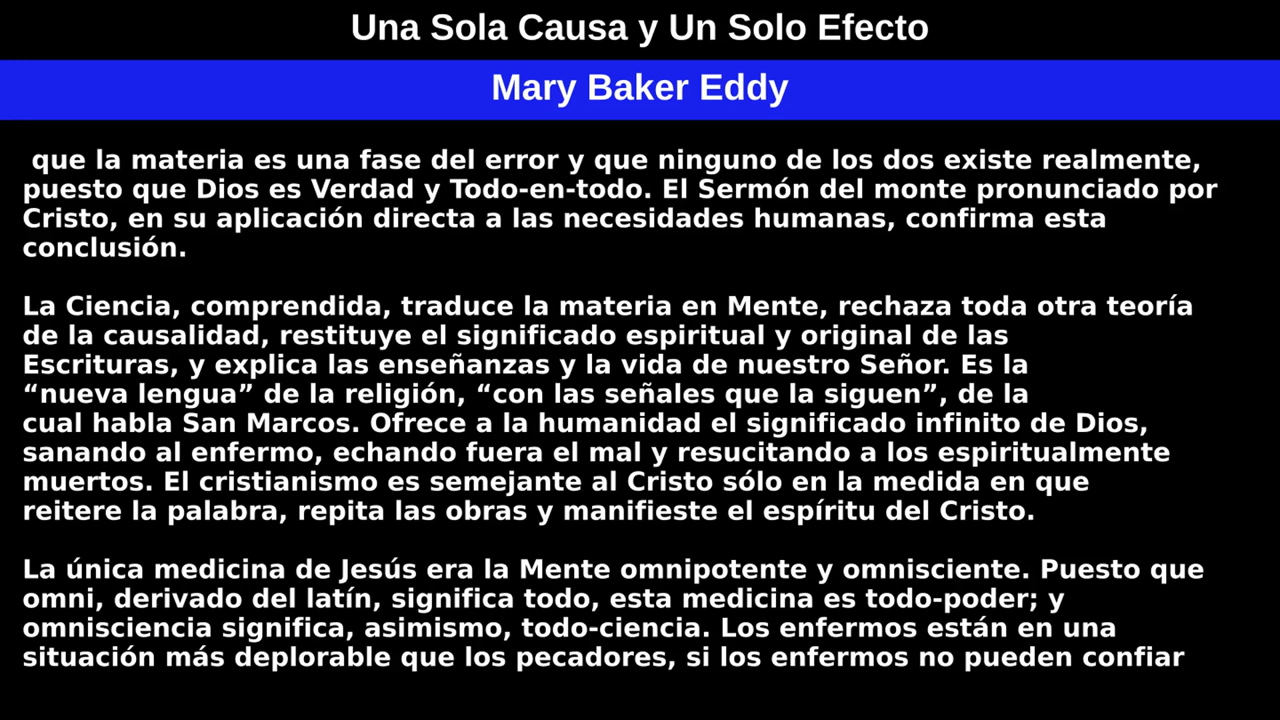 Una Sola Causa y Un Solo Efecto
Mary Baker Eddy
que la materia es una fase del error y que ninguno de los dos existe realmente,
puesto que Dios es Verdad y Todo-en-todo. El Sermón del monte pronunciado por
Cristo, en su aplicación directa a las necesidades humanas, confirma esta
conclusión.
La Ciencia, comprendida, traduce la materia en Mente, rechaza toda otra teoría
de la causalidad, restituye el significado espiritual y original de las
Escrituras, y explica las enseñanzas y la vida de nuestro Señor. Es la
“nueva lengua” de la religión, “con las señales que la siguen”, de la
cual habla San Marcos. Ofrece a la humanidad el significado infinito de Dios,
sanando al enfermo, echando fuera el mal y resucitando a los espiritualmente
muertos. El cristianismo es semejante al Cristo sólo en la medida en que
reitere la palabra, repita las obras y manifieste el espíritu del Cristo.
La única medicina de Jesús era la Mente omnipotente y omnisciente. Puesto que
omni, derivado del latín, significa todo, esta medicina es todo-poder; y
omnisciencia significa, asimismo, todo-ciencia. Los enfermos están en una
situación más deplorable que los pecadores, si los enfermos no pueden confiar